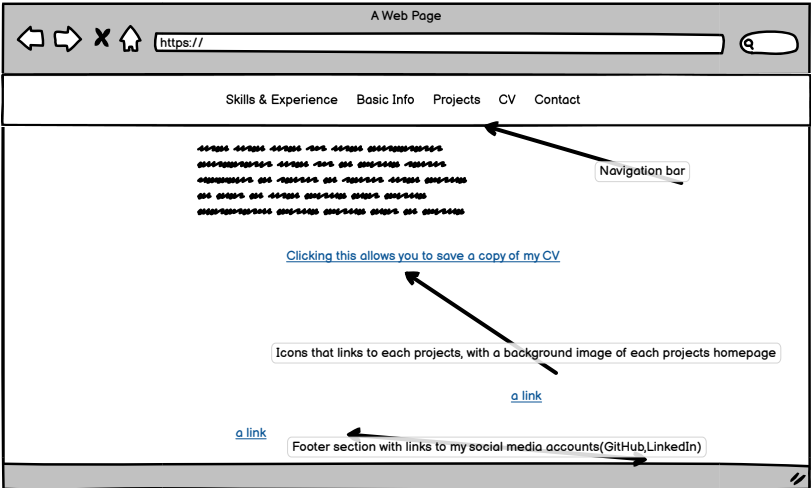 A Web Page
https://
Skills & Experience Basic Info Projects CV Contact
Navigation bar
Clicking this allows you to save a copy of my CV
Icons that links to each projects, with a background image of each projects homepage
a link
a link
Footer section with links to my social media accounts(GitHub,LinkedIn)